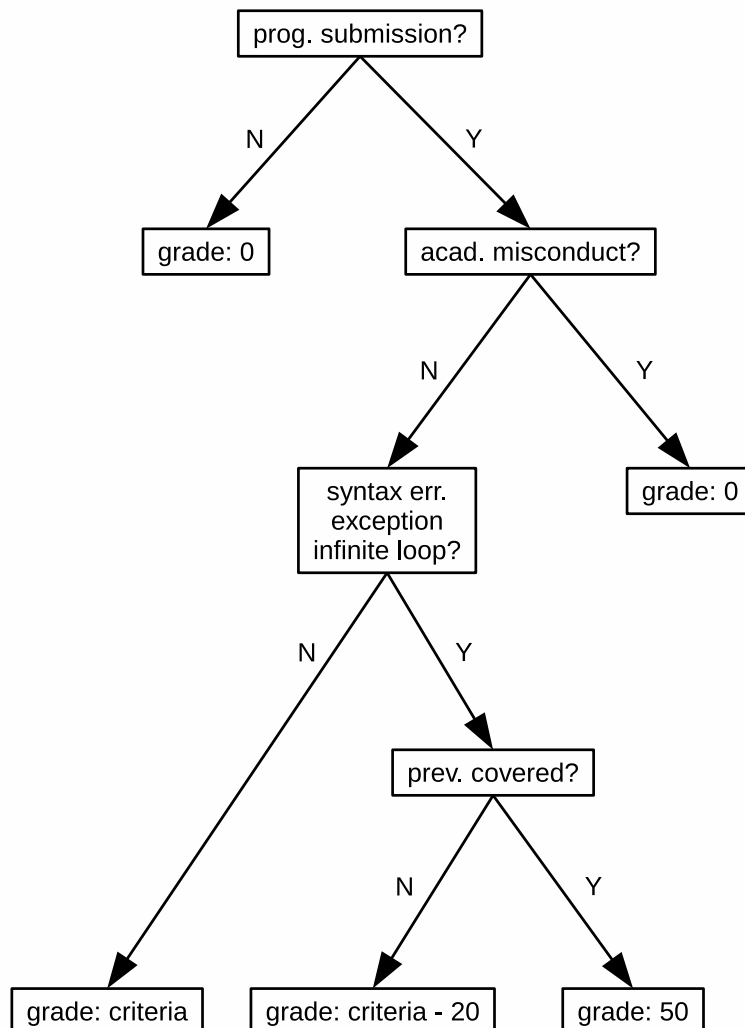 prog. submission?
N
Y
grade: 0
acad. misconduct?
N
Y
syntax err.
exception
infinite loop?
grade: 0
N
Y
prev. covered?
N
Y
grade: criteria
grade: criteria - 20
grade: 50